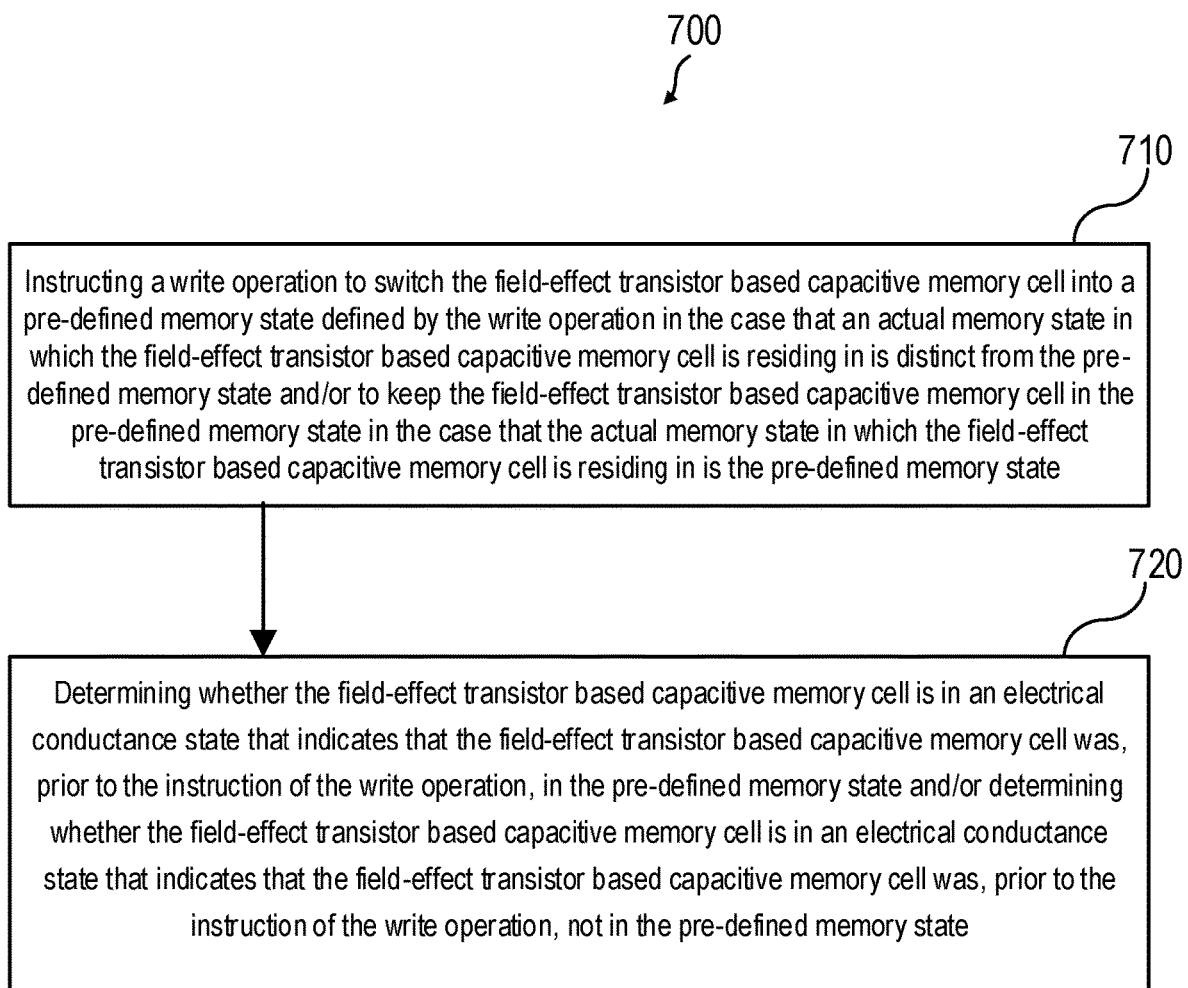 700
710
Instructing a write operation to switch the field-effect transistor based capacitive memory cell into a
pre-defined memory state defined by the write operation in the case that an actual memory state in
which the field-effect transistor based capacitive memory cell is residing in is distinct from the pre-
defined memory state and/or to keep the field-effect transistor based capacitive memory cell in the
pre-defined memory state in the case that the actual memory state in which the field-effect
transistor based capacitive memory cell is residing in is the pre-defined memory state
720
Determining whether the field-effect transistor based capacitive memory cell is in an electrical
conductance state that indicates that the field-effect transistor based capacitive memory cell was,
prior to the instruction of the write operation, in the pre-defined memory state and/or determining
whether the field-effect transistor based capacitive memory cell is in an electrical conductance
state that indicates that the field-effect transistor based capacitive memory cell was, prior to the
instruction of the write operation, not in the pre-defined memory state